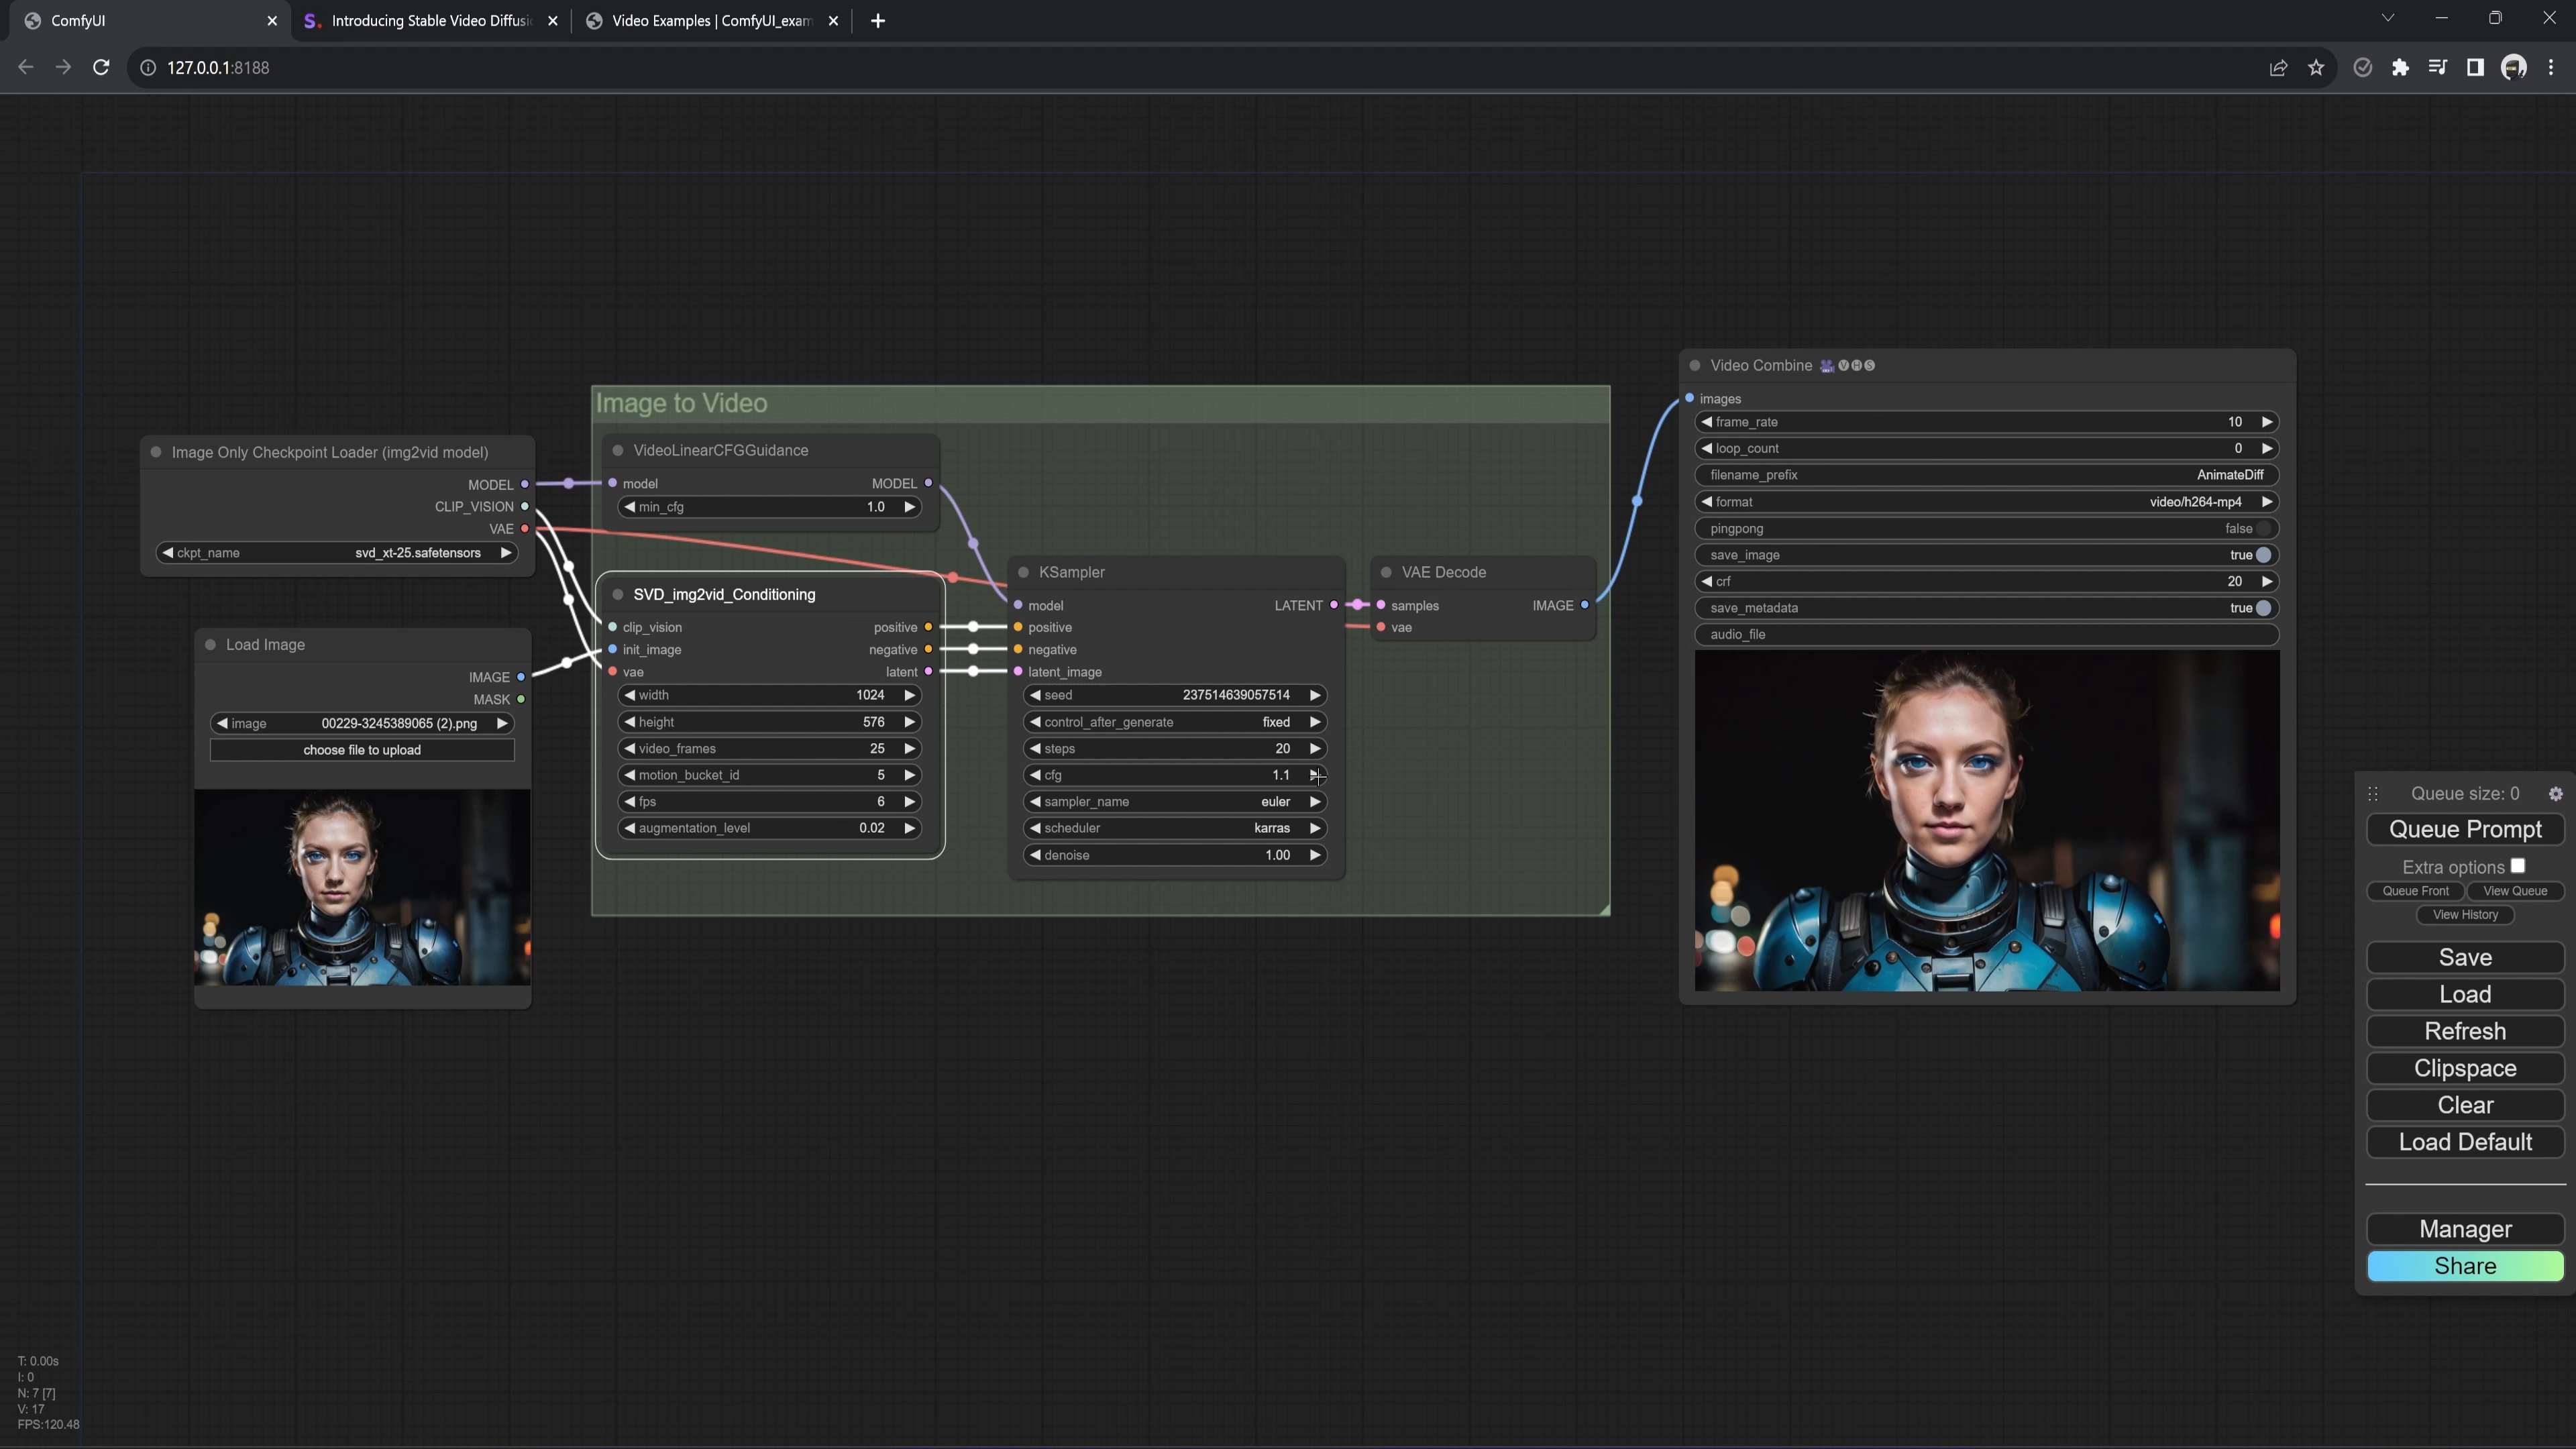 ComfyUI
S. Introducing Stable Video Diffusi
Video Examples | ComfyUI_exam
127.0.0.1:8188
Image to Video
Image Only Checkpoint Loader (img2vid model)
MODEL
CLIP_VISION
VAE
ckpt_name svd_xt-25.safetensors
Load Image
IMAGE
MASK
image 00229-3245389065 (2).png
choose file to upload
VideoLinearCFGGuidance
model MODEL
min_cfg 1.0
SVD_img2vid_Conditioning
clip_vision positive
init_image negative
vae latent
width 1024
height 576
video_frames 25
motion_bucket_id 5
fps 6
augmentation_level 0.02
KSampler
model LATENT
positive
negative
latent_image
seed 237514639057514
control_after_generate fixed
steps 20
cfg 1.1
sampler_name euler
scheduler karras
denoise 1.00
VAE Decode
samples IMAGE
vae
Video Combine 🎥🅥🅗🅢
images
frame_rate 10
loop_count 0
filename_prefix AnimateDiff
format video/h264-mp4
pingpong false
save_image true
crf 20
save_metadata true
audio_file
Queue size: 0
Queue Prompt
Extra options
Queue Front View Queue
View History
Save
Load
Refresh
Clipspace
Clear
Load Default
Manager
Share
T: 0.00s
I: 0
N: 7 [7]
V: 17
FPS:120.48